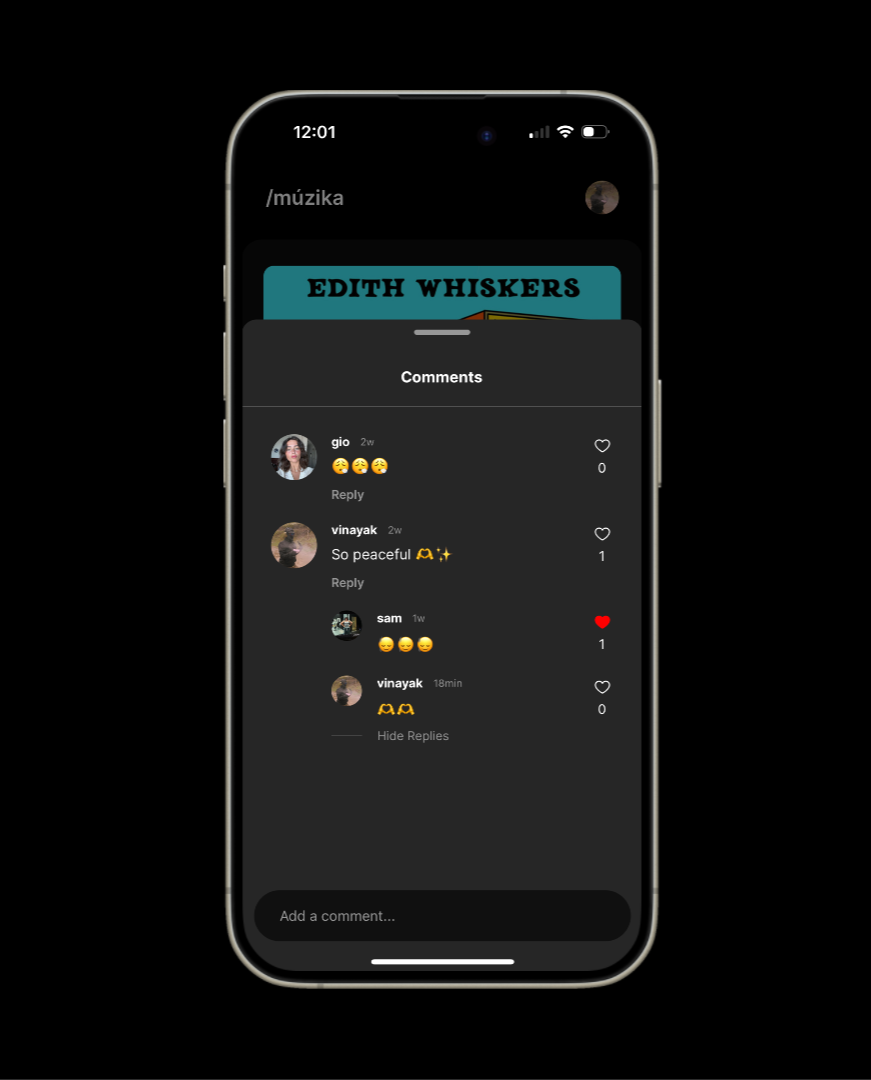 12:01
/múzika
EDITH WHISKERS
Comments
gio 2w
😮‍💨😮‍💨😮‍💨
0
Reply
vinayak 2w
So peaceful 🫶✨
1
Reply
sam 1w
😌😌😌
1
vinayak 18min
🫶🫶
0
Hide Replies
Add a comment...